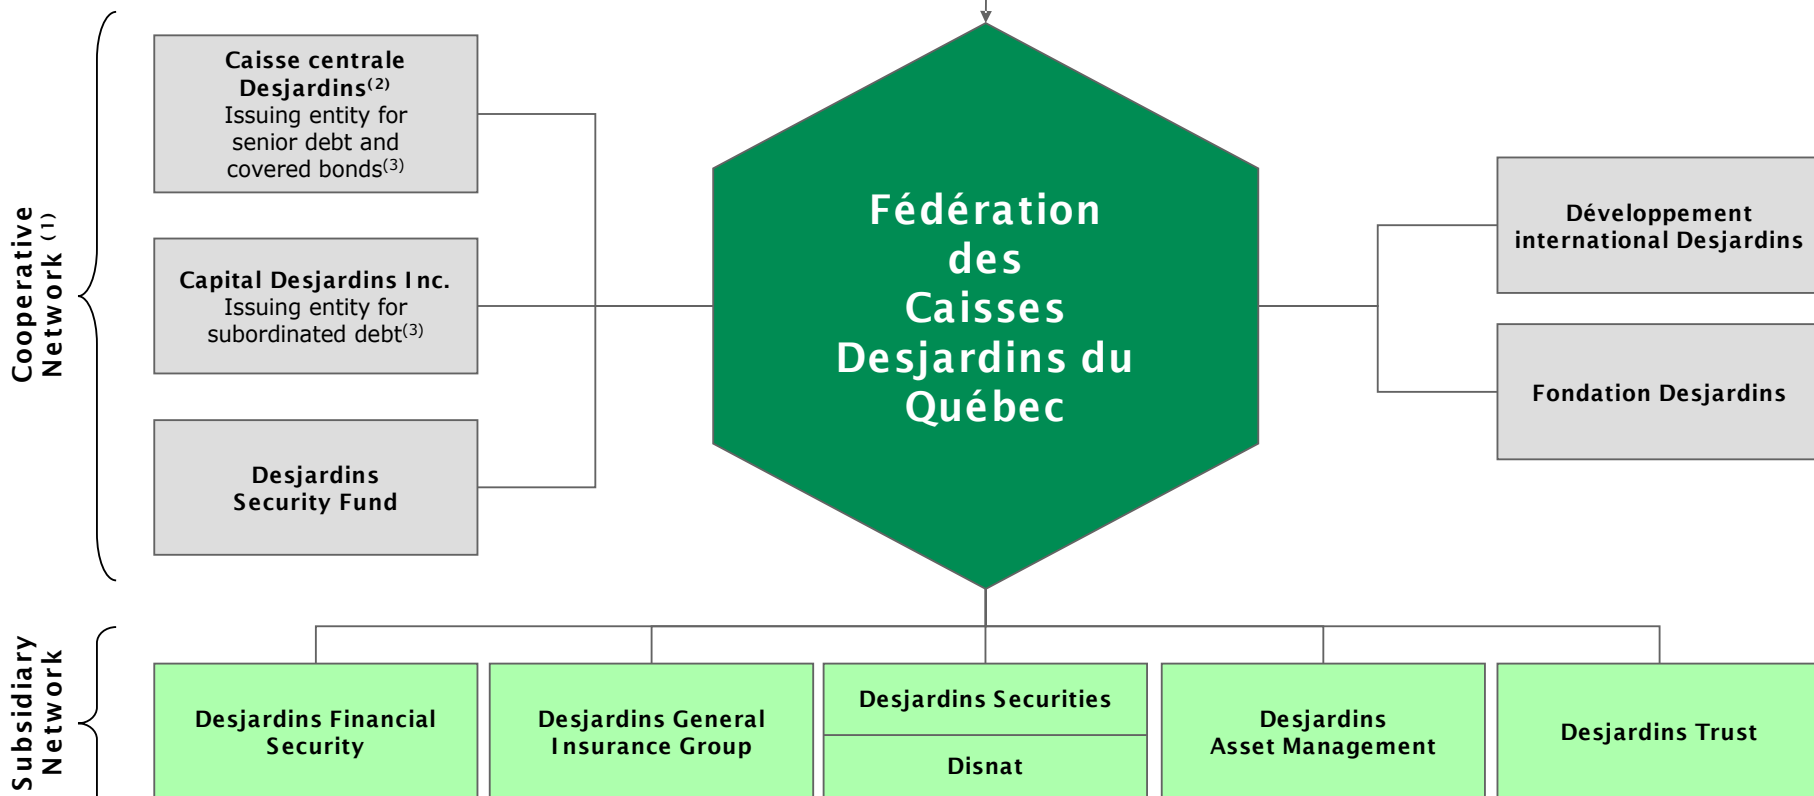 Cooperative
Network (1)
Caisse centrale
Desjardins(2)
Issuing entity for
senior debt and
covered bonds(3)
Capital Desjardins Inc.
Issuing entity for
subordinated debt(3)
Desjardins
Security Fund
Fédération
des
Caisses
Desjardins du
Québec
Développement
international Desjardins
Fondation Desjardins
Subsidiary
Network
Desjardins Financial
Security
Desjardins General
Insurance Group
Desjardins Securities
Disnat
Desjardins
Asset Management
Desjardins Trust